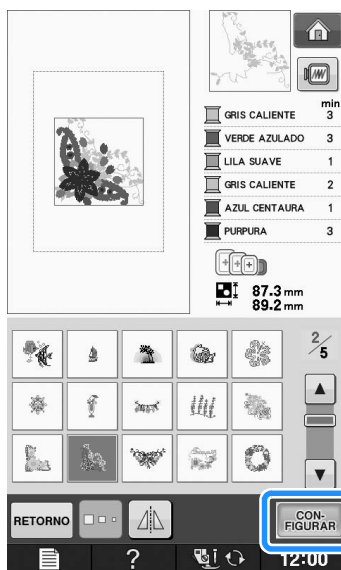 min
GRIS CALIENTE 3
VERDE AZULADO 3
LILA SUAVE 1
GRIS CALIENTE 2
AZUL CENTAURA 1
PURPURA 3
87.3 mm
89.2 mm
2/5
RETORNO
CON-
FIGURAR
?
12:00